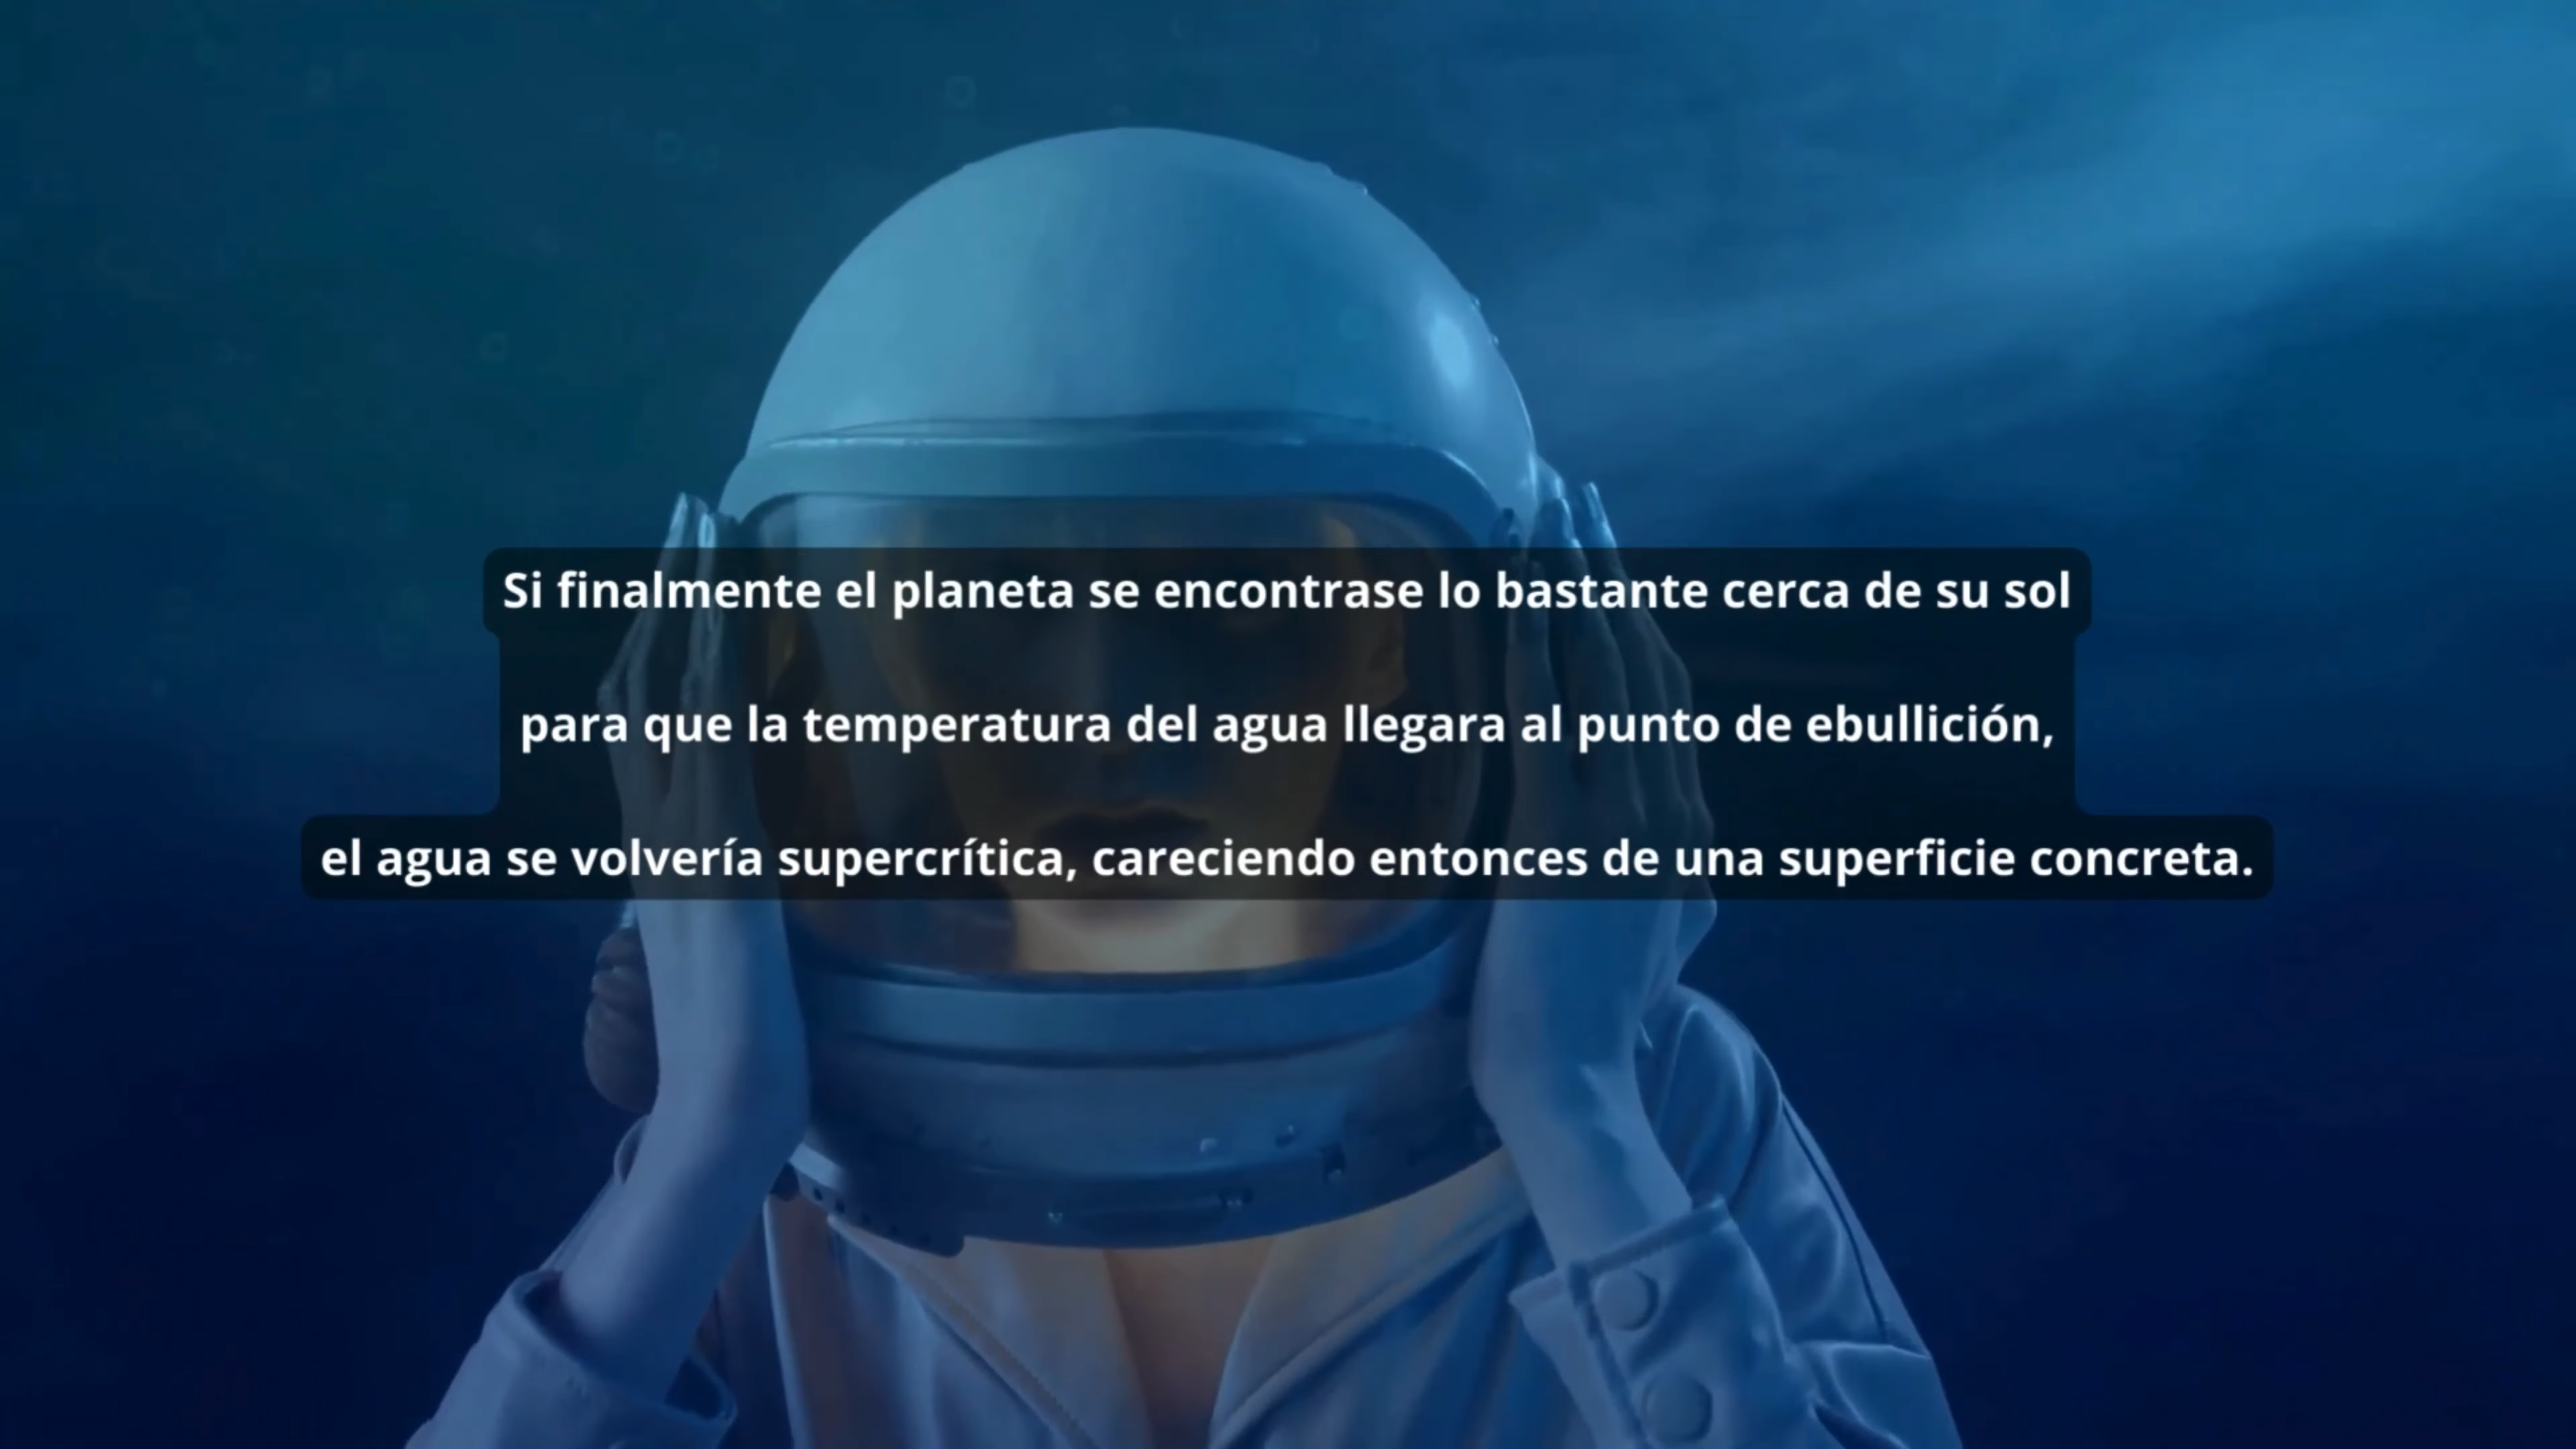 Si finalmente el planeta se encontrase lo bastante cerca de su sol
para que la temperatura del agua llegara al punto de ebullición,
el agua se volvería supercrítica, careciendo entonces de una superficie concreta.